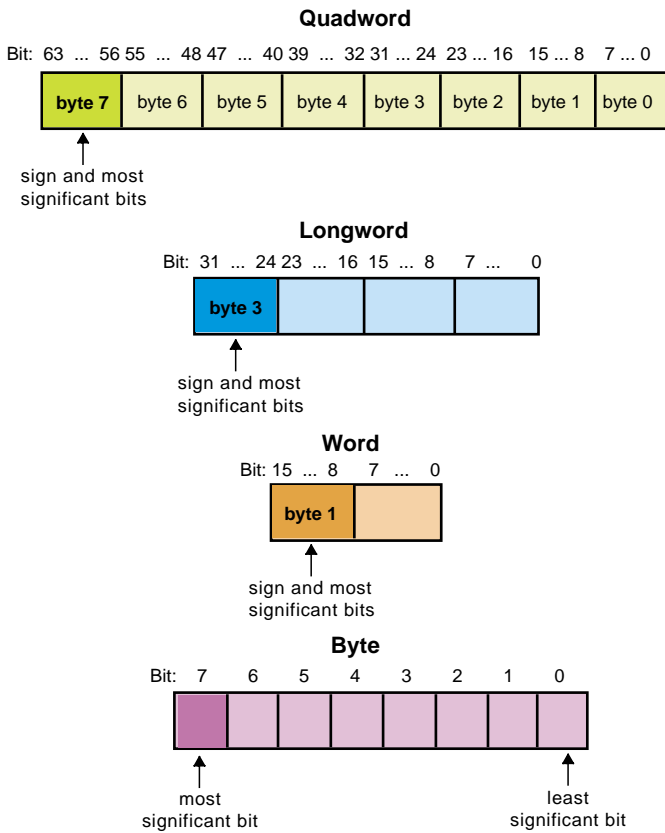 Quadword
Bit: 63 ... 56 55 ... 48 47 ... 40 39 ... 32 31 ... 24 23 ... 16 15 ... 8 7 ... 0
byte 7 byte 6 byte 5 byte 4 byte 3 byte 2 byte 1 byte 0
sign and most
significant bits
Longword
Bit: 31 ... 24 23 ... 16 15 ... 8 7 ... 0
byte 3
sign and most
significant bits
Word
Bit: 15 ... 8 7 ... 0
byte 1
sign and most
significant bits
Byte
Bit: 7 6 5 4 3 2 1 0
most least
significant bit significant bit